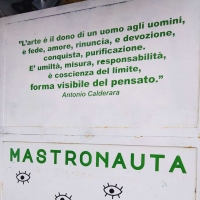 "L'arte è il dono di un uomo agli uomini,
è fede, amore, rinuncia, e devozione,
conquista, purificazione.
E' umiltà, misura, responsabilità,
è coscienza del limite,
forma visibile del pensato."
Antonio Calderara
MASTRONAUTA